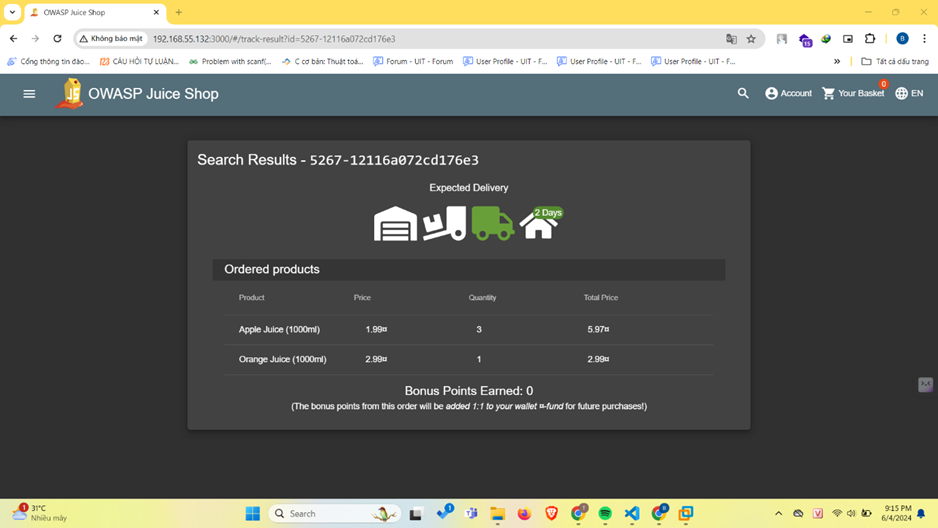 OWASP Juice Shop
Không bảo mật 192.168.55.132:3000/#/track-result?id=5267-12116a072cd176e3
15
B
Cổng thông tin đào... CÂU HỎI TỰ LUẬN... Problem with scanf(... C cơ bản: Thuật toá... Forum - UIT - Forum User Profile - UIT - F... User Profile - UIT - F... User Profile - UIT - F... » Tất cả dấu trang
OWASP Juice Shop
Account Your Basket 0 EN
Search Results - 5267-12116a072cd176e3
Expected Delivery
2 Days
Ordered products
Product Price Quantity Total Price
Apple Juice (1000ml) 1.99¤ 3 5.97¤
Orange Juice (1000ml) 2.99¤ 1 2.99¤
Bonus Points Earned: 0
(The bonus points from this order will be added 1:1 to your wallet ¤-fund for future purchases!)
1
31°C
Nhiều mây
Search
1
V
9:15 PM
6/4/2024